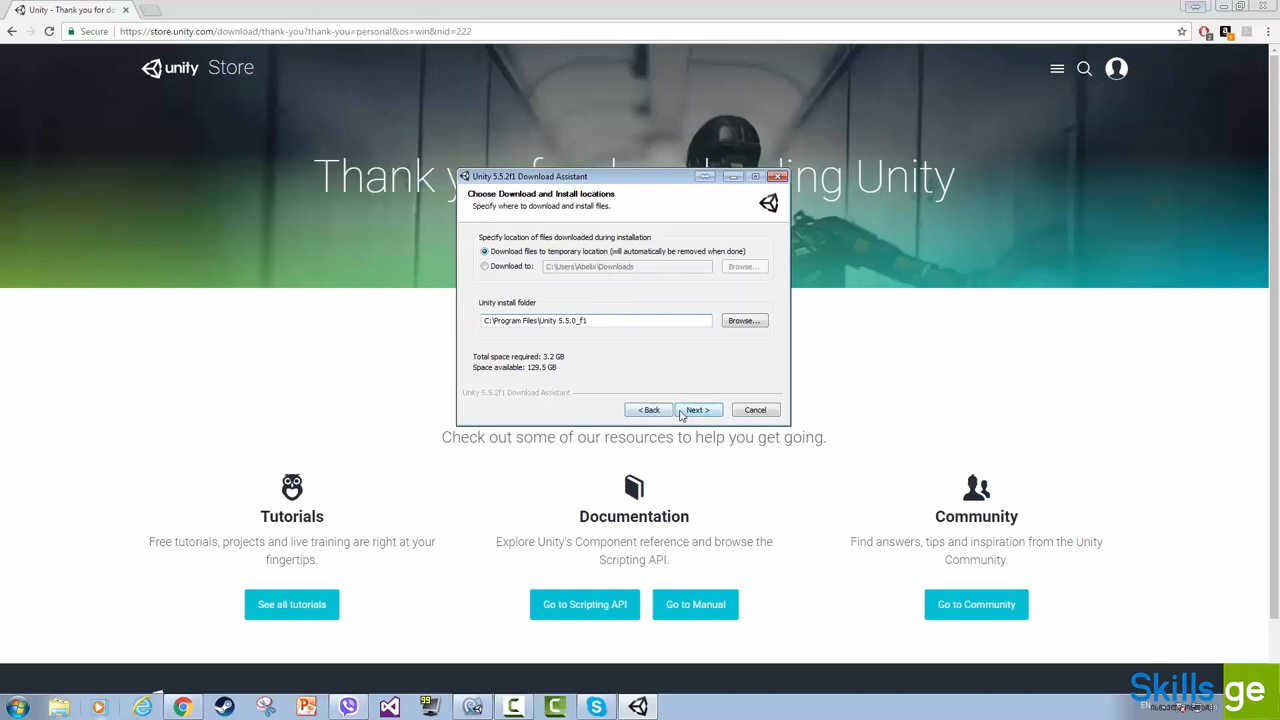 Unity - Thank you for do
Secure
https://store.unity.com/download/thank-you?thank-you=personal&os=win&nid=222
unity Store
Thank y
ing Unity
Unity 5.5.2f1 Download Assistant
Choose Download and Install locations
Specify where to download and install files.
Specify location of files downloaded during installation
Download files to temporary location (will automatically be removed when done)
Download to:
C:\Users\Abelix\Downloads
Browse...
Unity install folder
C:\Program Files\Unity 5.5.0_f1
Browse...
Total space required: 3.2 GB
Space available: 129.5 GB
Unity 5.5.2f1 Download Assistant
< Back
Next >
Cancel
Check out some of our resources to help you get going.
Tutorials
Free tutorials, projects and live training are right at your
fingertips.
See all tutorials
Documentation
Explore Unity's Component reference and browse the
Scripting API.
Go to Scripting API
Go to Manual
Community
Find answers, tips and inspiration from the Unity
Community.
Go to Community
99
Skills ge